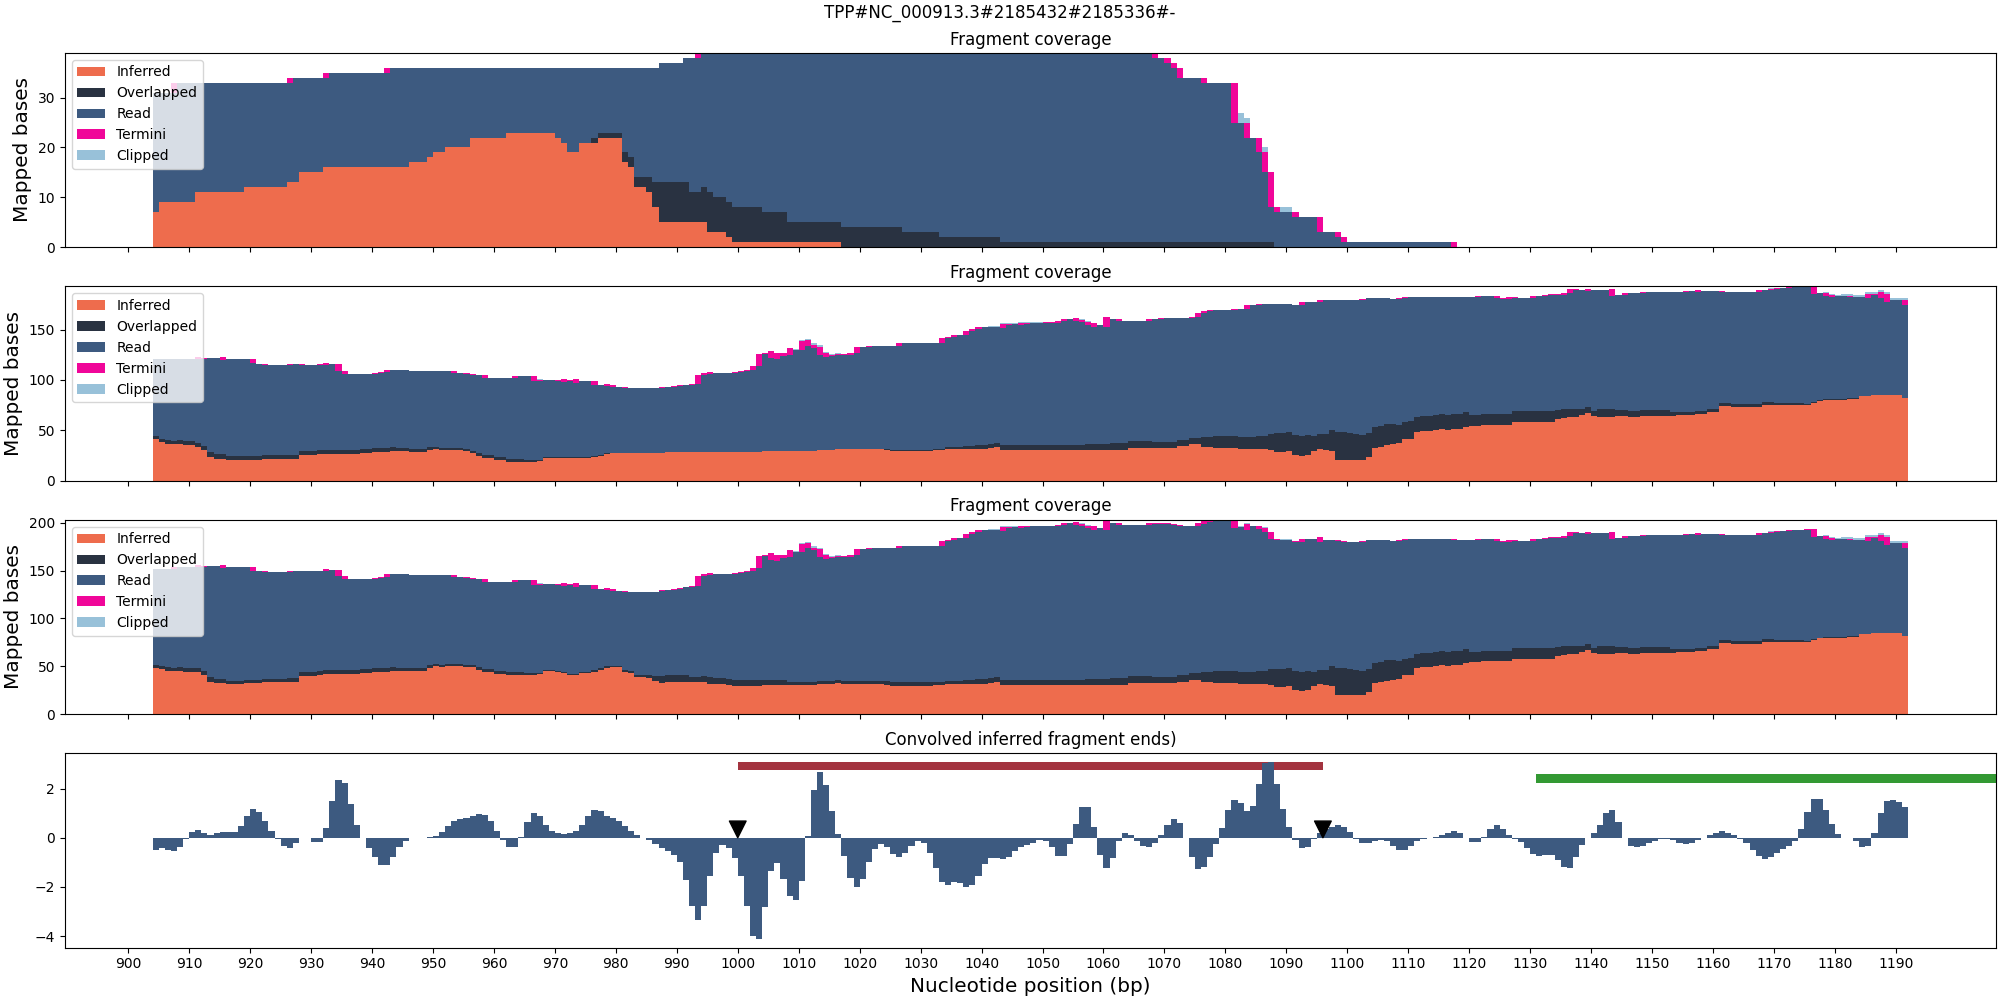 TPP#NC_000913.3#2185432#2185336#-
Fragment coverage
Mapped bases
30
20
10
0
Inferred
Overlapped
Read
Termini
Clipped
Fragment coverage
Mapped bases
150
100
50
0
Inferred
Overlapped
Read
Termini
Clipped
Fragment coverage
Mapped bases
200
150
100
50
0
Inferred
Overlapped
Read
Termini
Clipped
Convolved inferred fragment ends)
2
0
−2
−4
900 910 920 930 940 950 960 970 980 990 1000 1010 1020 1030 1040 1050 1060 1070 1080 1090 1100 1110 1120 1130 1140 1150 1160 1170 1180 1190
Nucleotide position (bp)